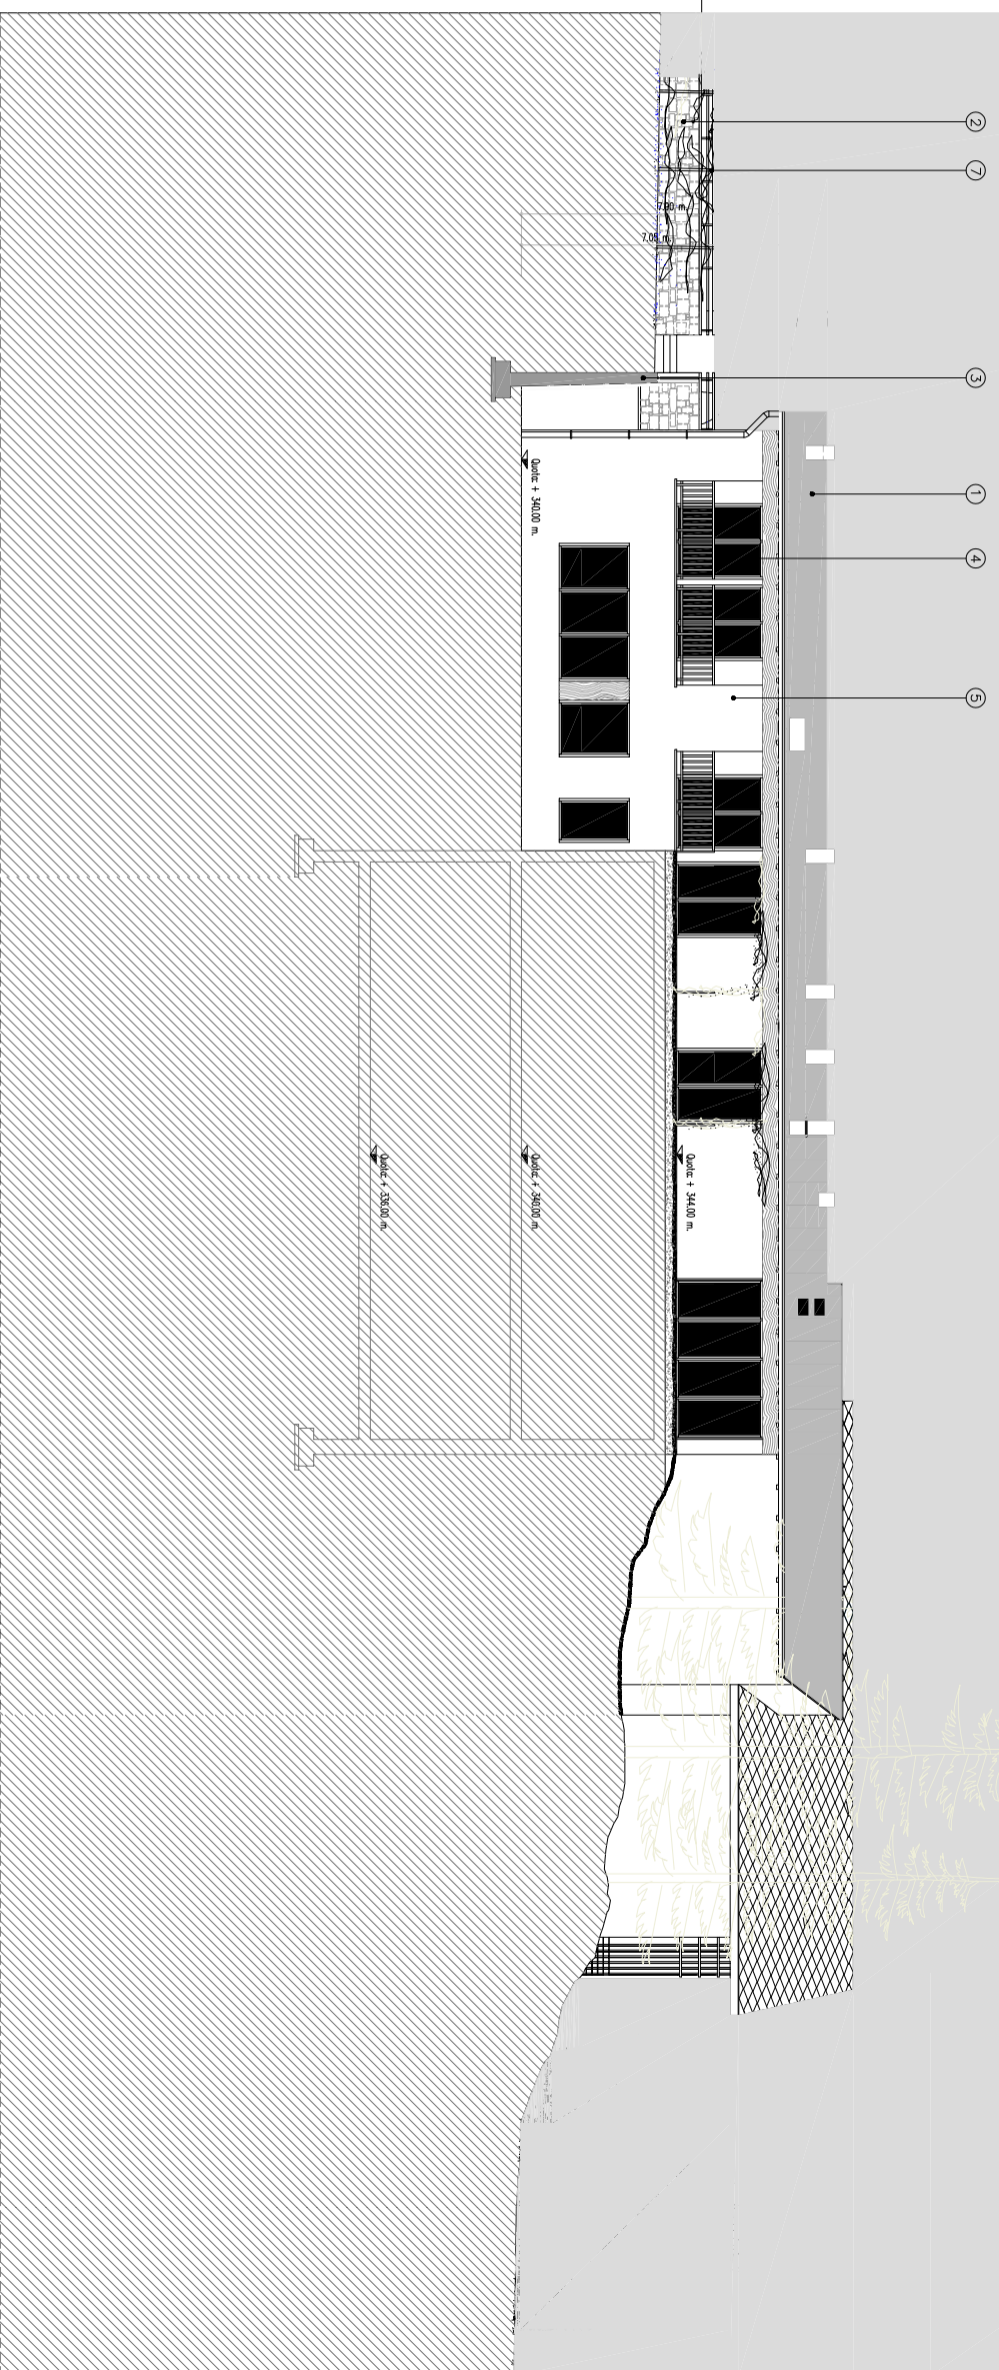 2
7
3
1
4
5
7.90 m.
7.05 m.
Quota: + 340.00 m.
Quota: + 344.00 m.
Quota: + 340.00 m.
Quota: + 336.00 m.